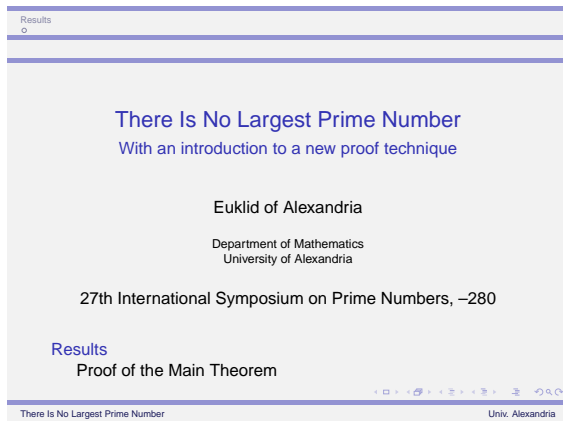 Results
There Is No Largest Prime Number
With an introduction to a new proof technique
Euklid of Alexandria
Department of Mathematics
University of Alexandria
27th International Symposium on Prime Numbers, –280
Results
Proof of the Main Theorem
There Is No Largest Prime Number Univ. Alexandria